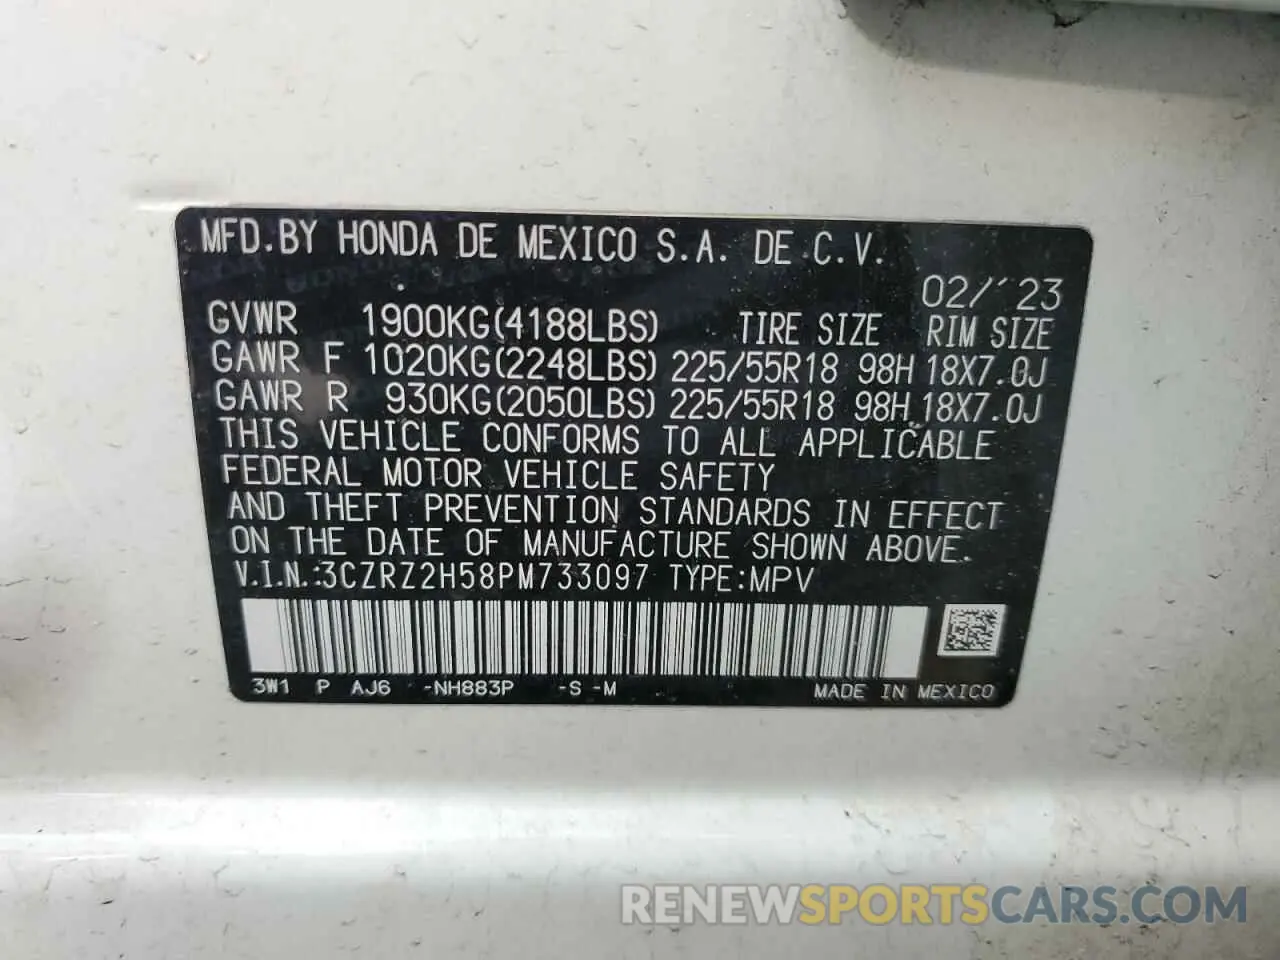 MFD.BY HONDA DE MEXICO S.A. DE C.V.
02/´23
GVWR 1900KG(4188LBS) TIRE SIZE RIM SIZE
GAWR F 1020KG(2248LBS) 225/55R18 98H 18X7.0J
GAWR R 930KG(2050LBS) 225/55R18 98H 18X7.0J
THIS VEHICLE CONFORMS TO ALL APPLICABLE
FEDERAL MOTOR VEHICLE SAFETY
AND THEFT PREVENTION STANDARDS IN EFFECT
ON THE DATE OF MANUFACTURE SHOWN ABOVE.
V.I.N.:3CZRZ2H58PM733097 TYPE:MPV
3W1 P AJ6 -NH883P -S -M MADE IN MEXICO
RENEWSPORTSCARS.COM